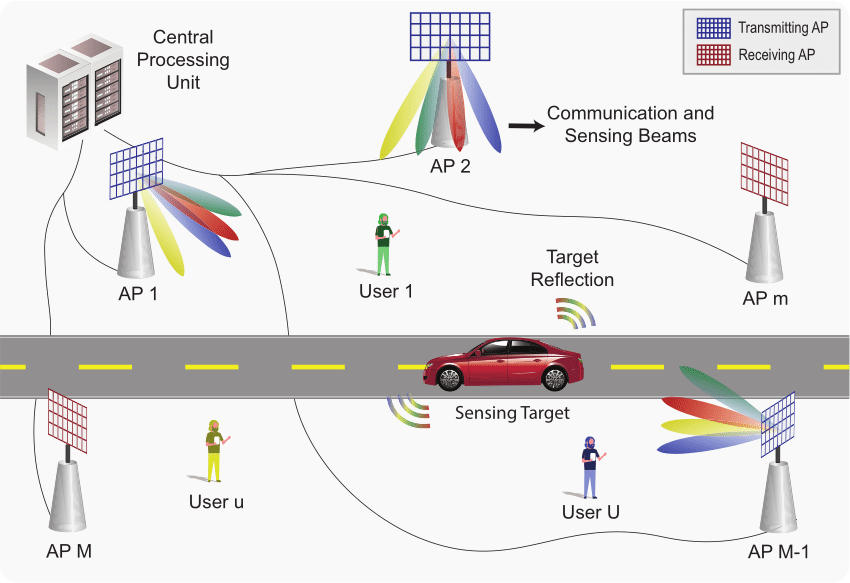 Central
Processing
Unit
Transmitting AP
Receiving AP
Communication and
Sensing Beams
AP 2
AP 1
User 1
Target
Reflection
AP m
Sensing Target
User u
User U
AP M
AP M-1